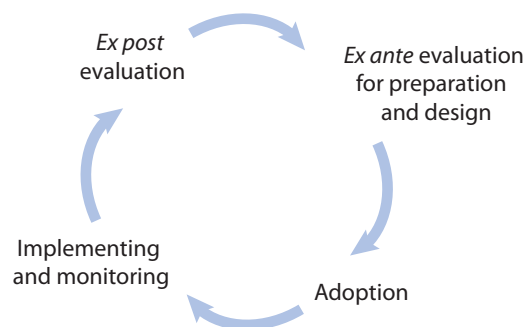 Ex post
evaluation
Ex ante evaluation
for preparation
and design
Adoption
Implementing
and monitoring